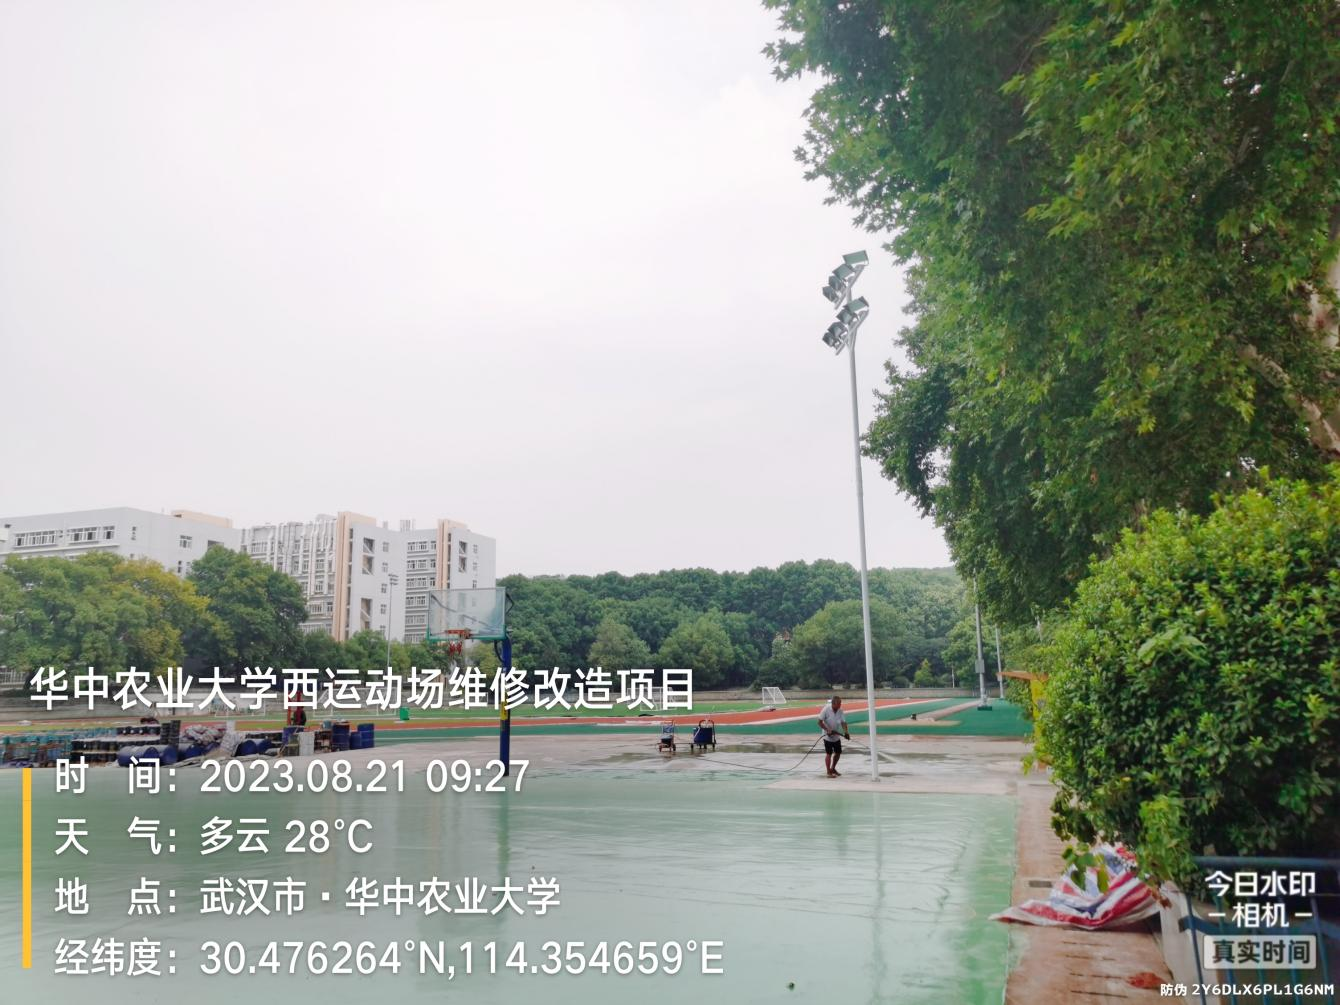 华中农业大学西运动场维修改造项目
时 间：2023.08.21 09:27
天 气：多云 28°C
地 点：武汉市·华中农业大学
经纬度：30.476264°N,114.354659°E
今日水印
相机
真实时间
防伪 2Y6DLX6PL1G6NM